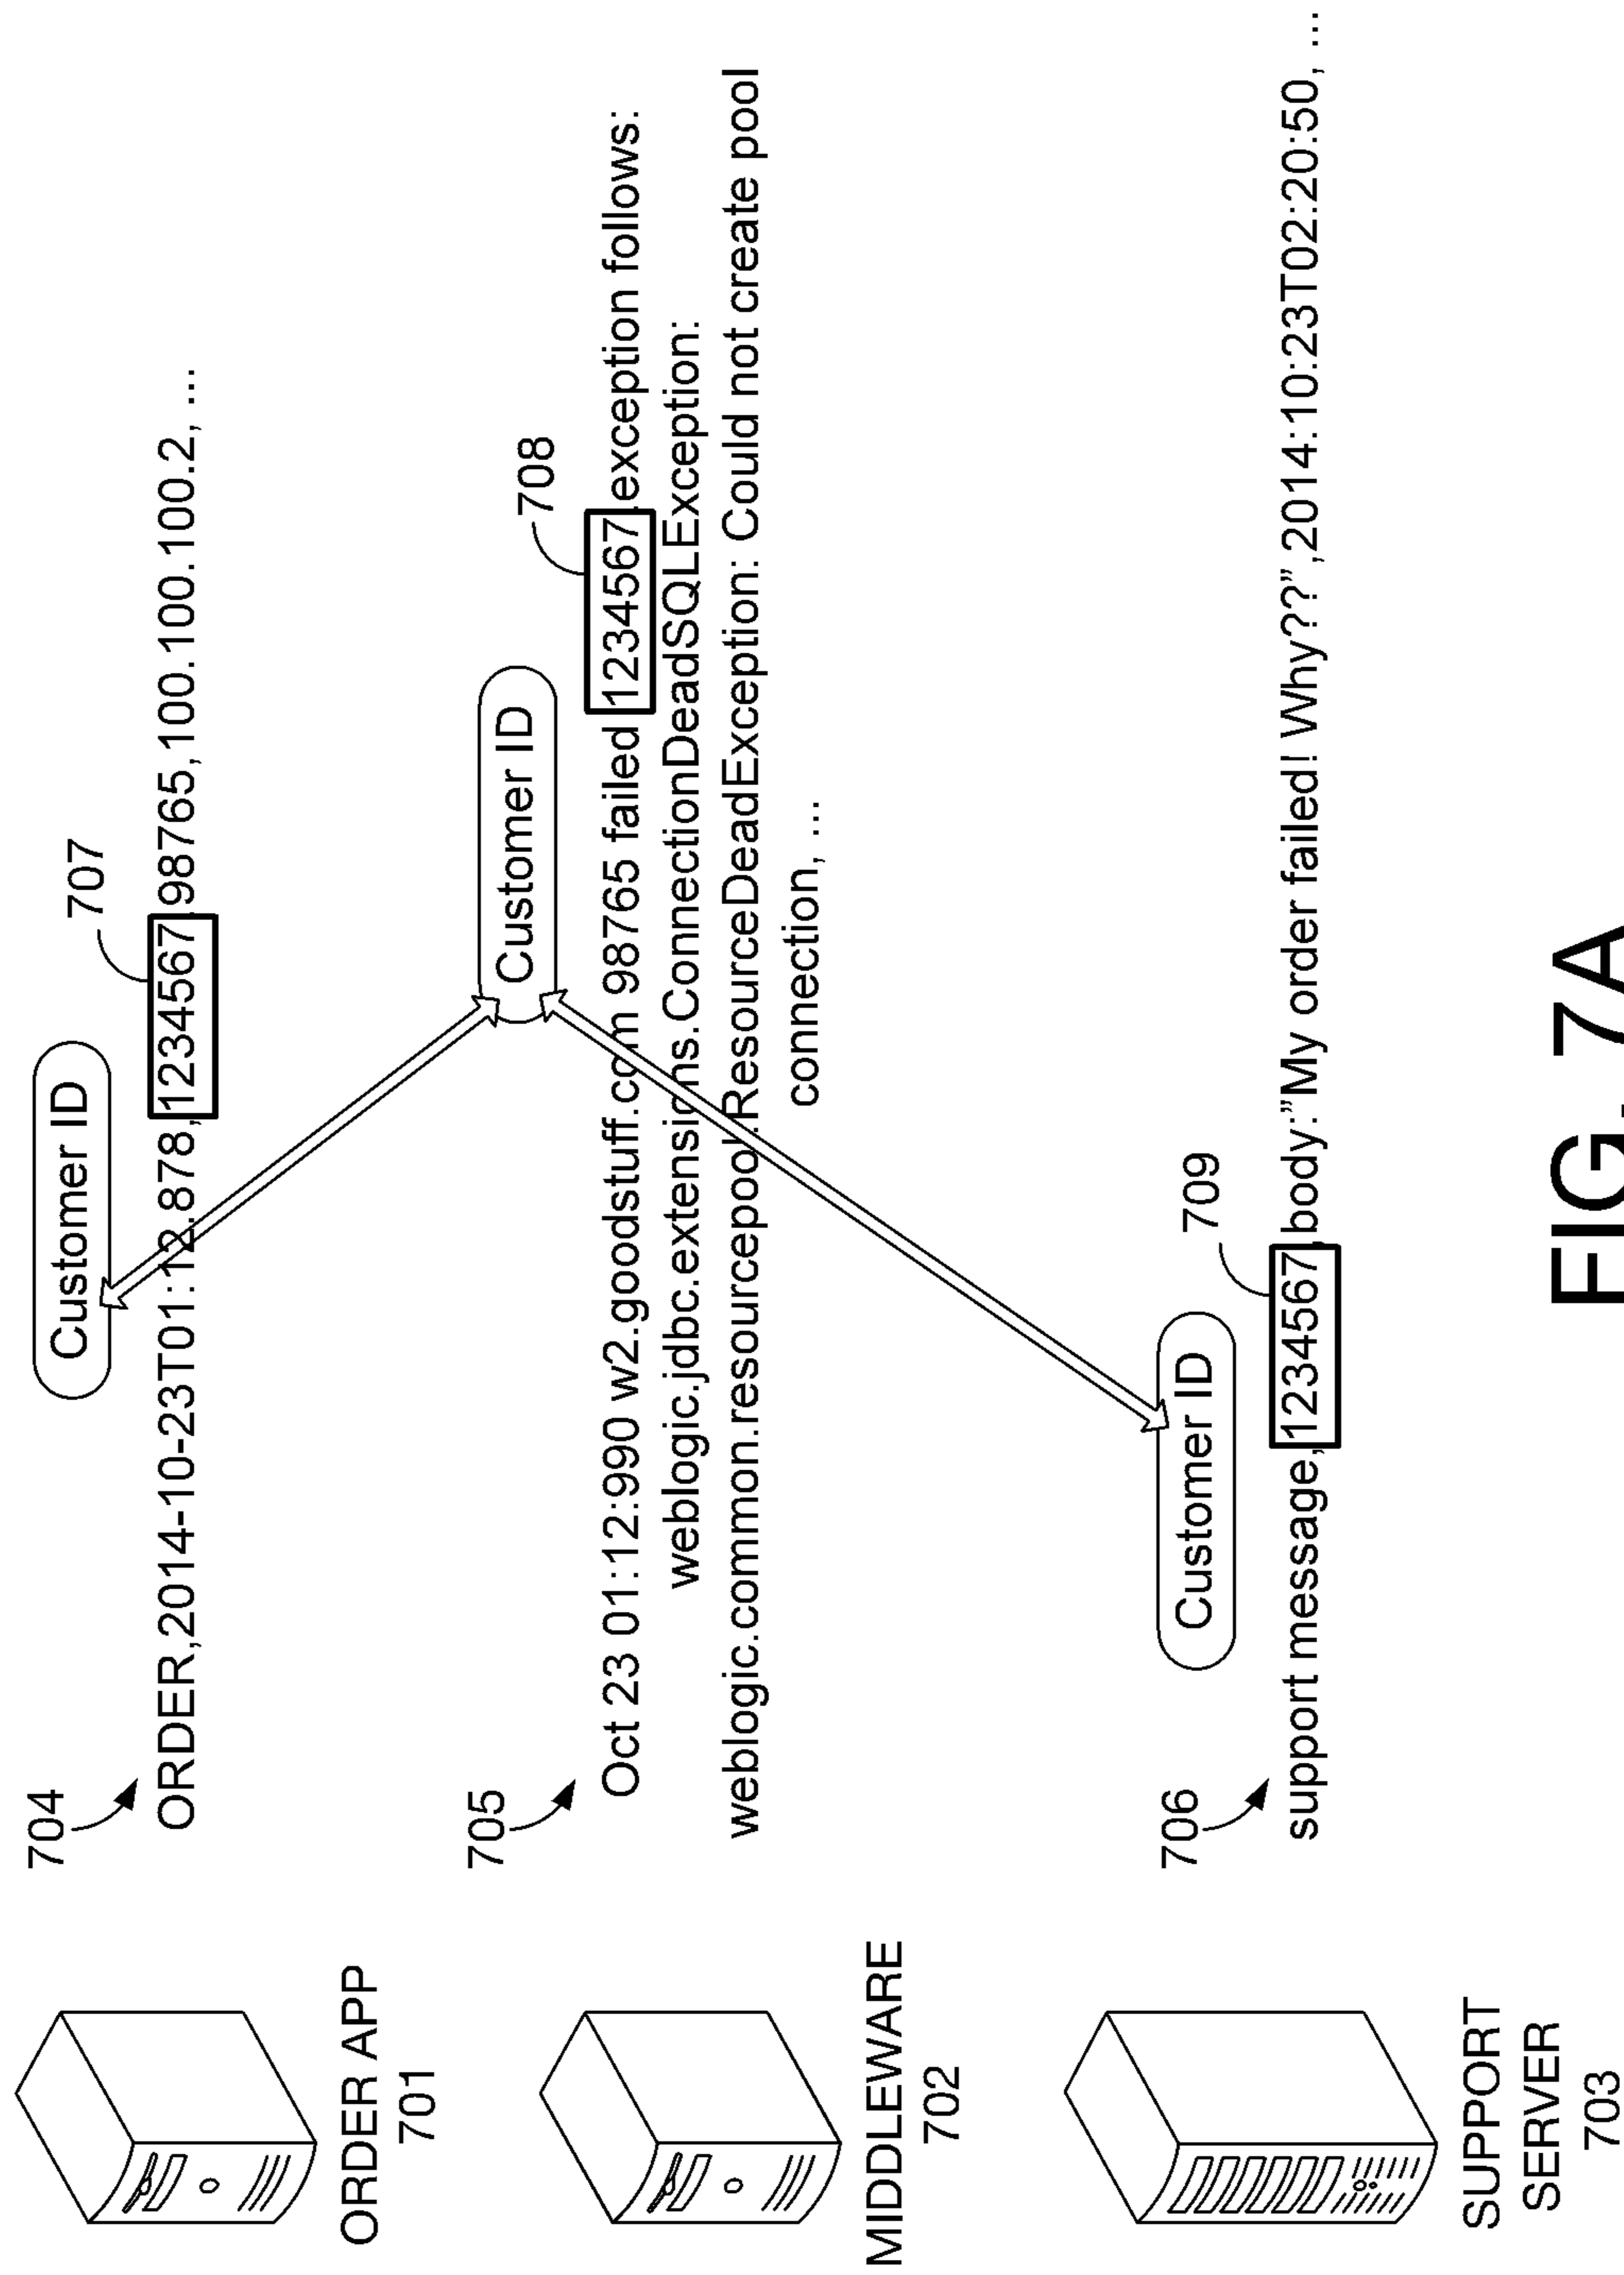 704
Customer ID
707
ORDER,2014-10-23T01:12.878,1234567,98765,100.100.100.2, ...
ORDER APP
701
705
Customer ID
708
Oct 23 01:12:990 w2.goodstuff.com 98765 failed 1234567,exception follows:
weblogic.jdbc.extensions.ConnectionDeadSQLException:
weblogic.common.resourcepool.ResourceDeadException: Could not create pool
connection, ...
MIDDLEWARE
702
706
Customer ID
709
support message,1234567,body:”My order failed! Why???”,2014:10:23T02:20:50, ...
SUPPORT
SERVER
703
FIG. 7A